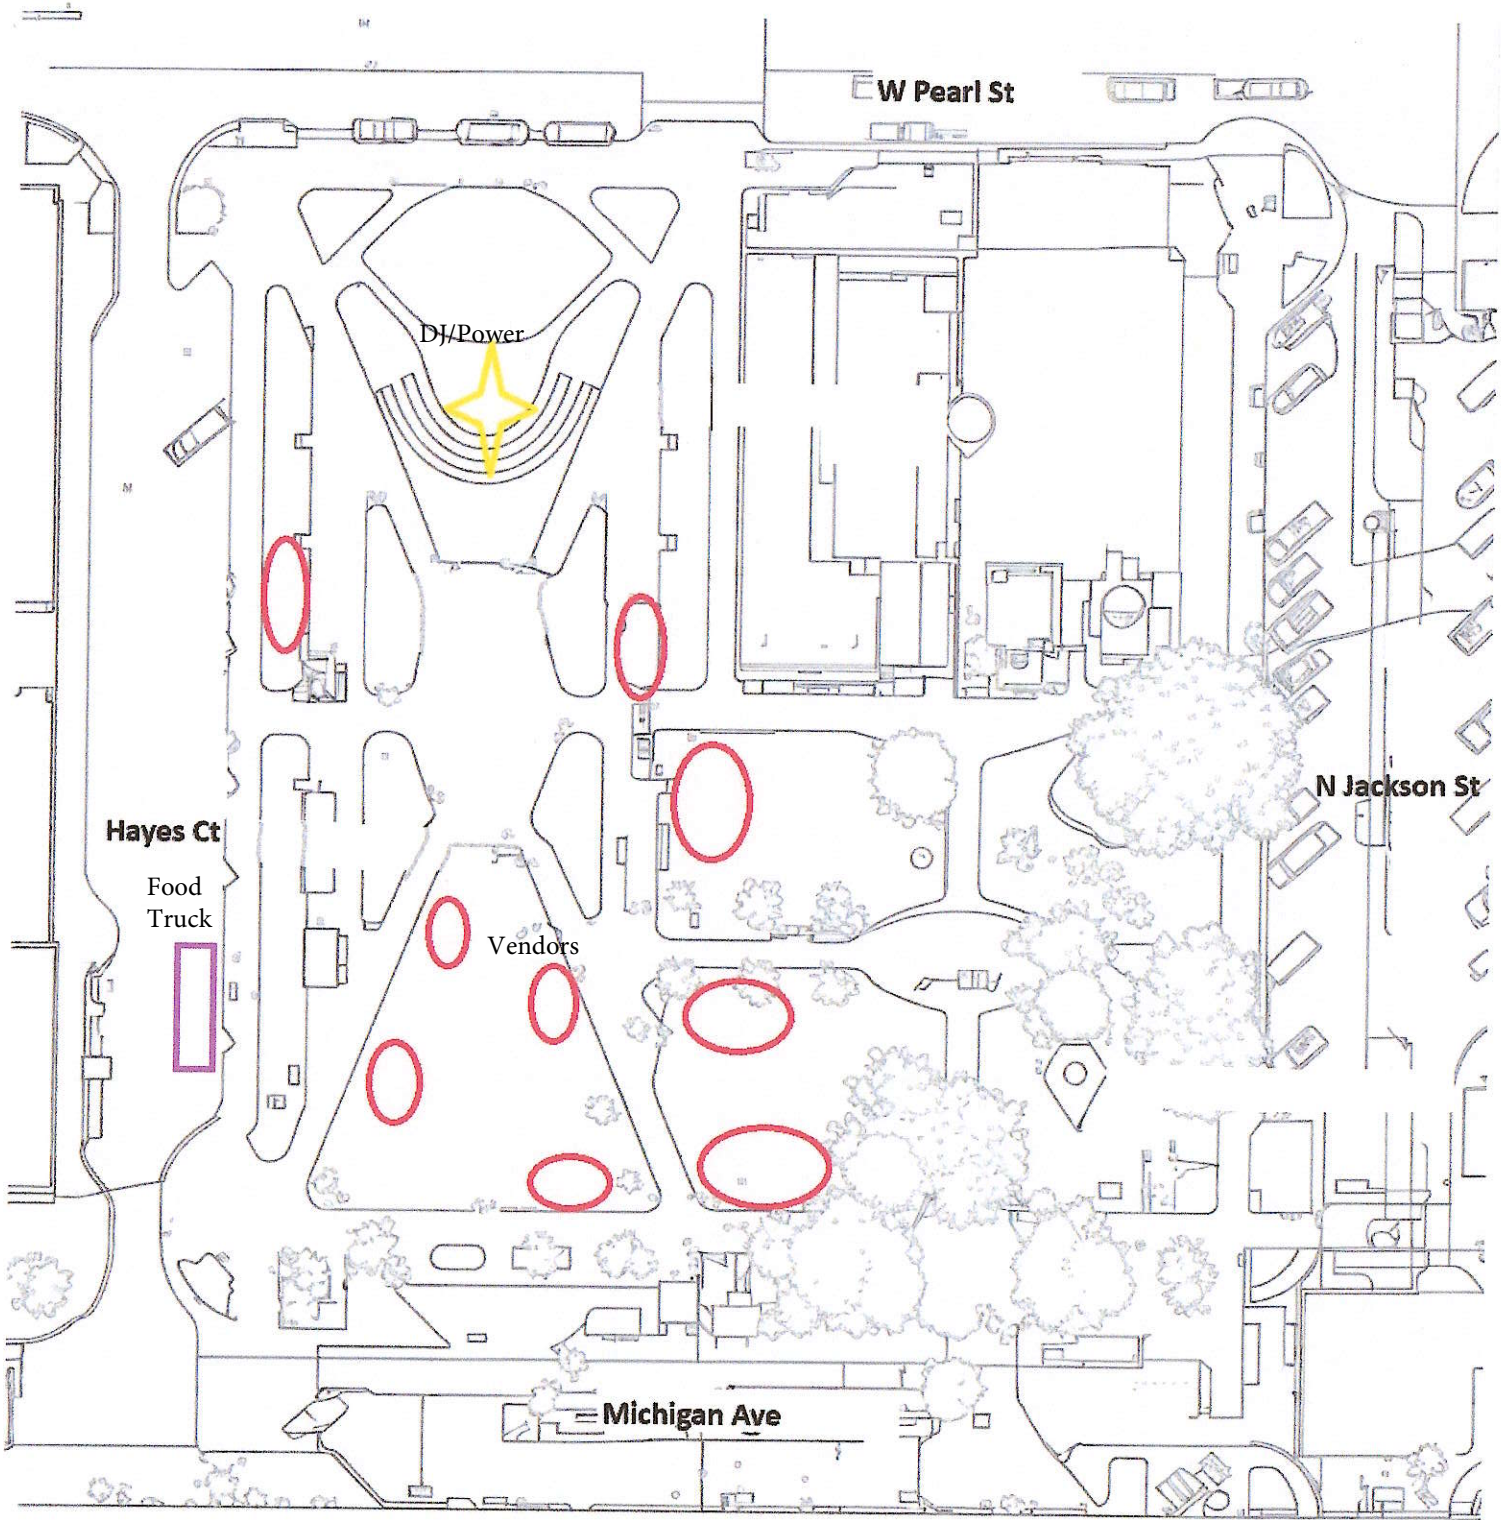 W Pearl St
DJ/Power
N Jackson St
Hayes Ct
Food
Truck
Vendors
Michigan Ave